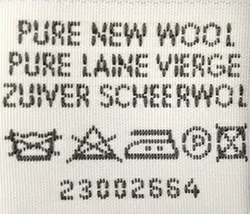 PURE NEW WOOL
PURE LAINE VIERGE
ZUIVER SCHEERWOL
P
23002664